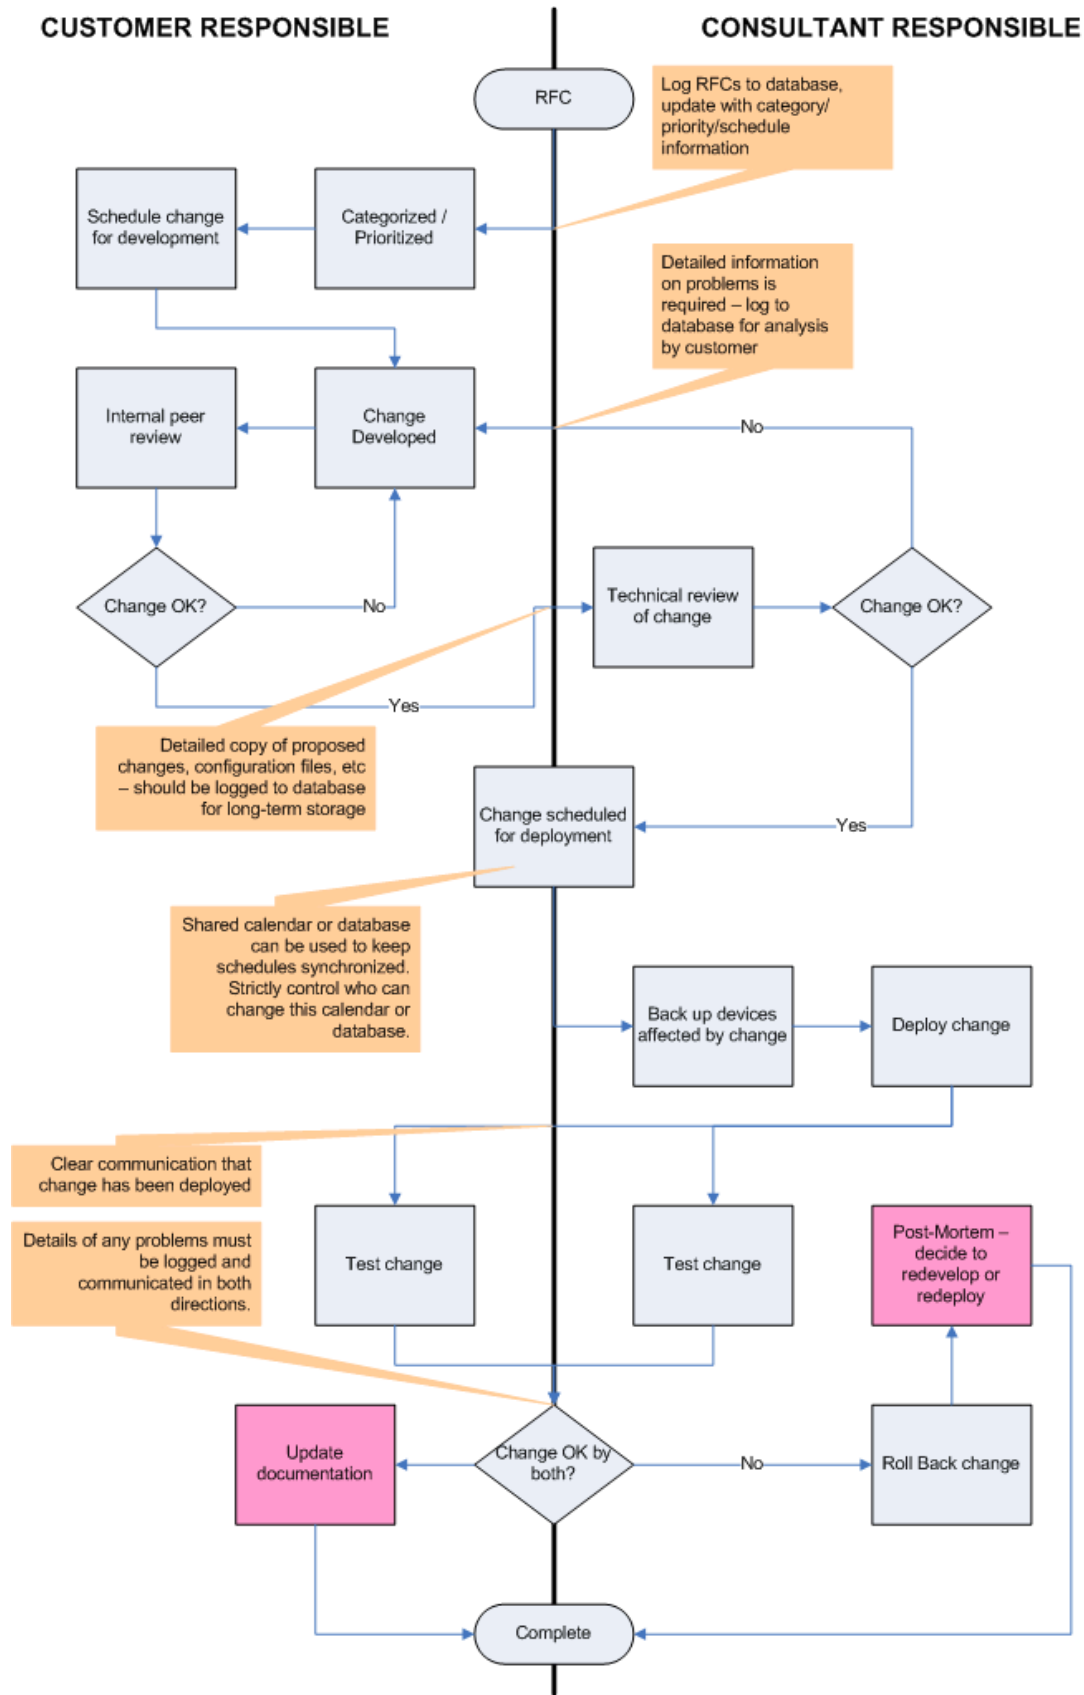 CUSTOMER RESPONSIBLE
CONSULTANT RESPONSIBLE
RFC
Log RFCs to database,
update with category/
priority/schedule
information
Schedule change
for development
Categorized /
Prioritized
Detailed information
on problems is
required – log to
database for analysis
by customer
Internal peer
review
Change
Developed
No
Change OK?
No
Technical review
of change
Change OK?
Yes
Detailed copy of proposed
changes, configuration files, etc
– should be logged to database
for long-term storage
Change scheduled
for deployment
Yes
Shared calendar or database
can be used to keep
schedules synchronized.
Strictly control who can
change this calendar or
database.
Back up devices
affected by change
Deploy change
Clear communication that
change has been deployed
Details of any problems must
be logged and
communicated in both
directions.
Test change
Test change
Post-Mortem –
decide to
redevelop or
redeploy
Update
documentation
Change OK by
both?
No
Roll Back change
Complete